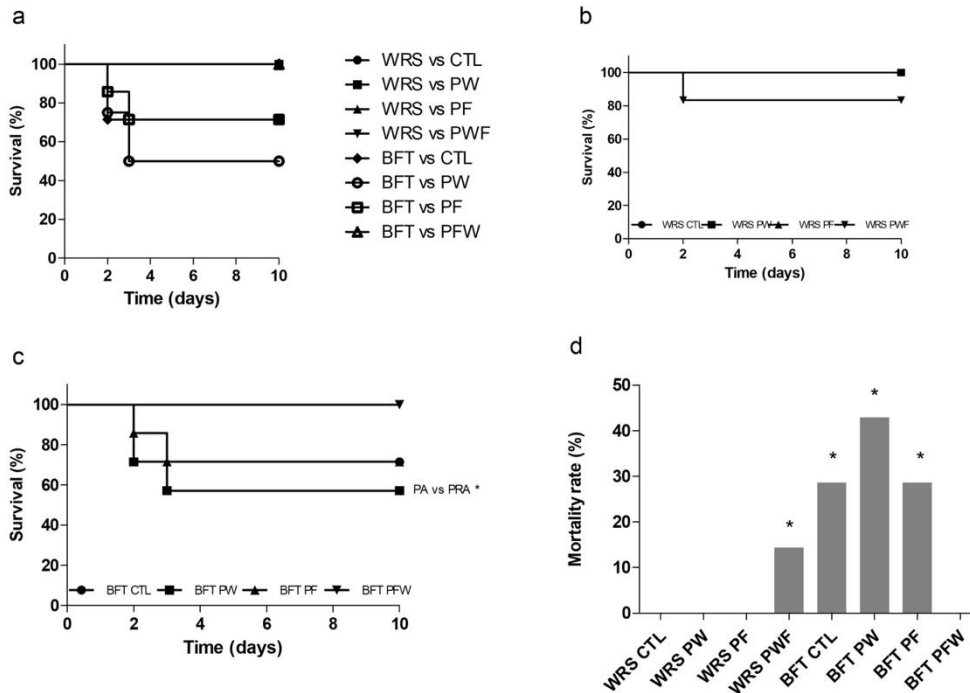 a
100
80
60
40
20
0
Survival (%)
0 2 4 6 8 10
Time (days)
WRS vs CTL
WRS vs PW
WRS vs PF
WRS vs PWF
BFT vs CTL
BFT vs PW
BFT vs PF
BFT vs PFW
b
100
80
60
40
20
0
Survival (%)
WRS CTL WRS PW WRS PF WRS PWF
0 2 4 6 8 10
Time (days)
c
100
80
60
40
20
0
Survival (%)
PA vs PRA *
BFT CTL BFT PW BFT PF BFT PFW
0 2 4 6 8 10
Time (days)
d
50
40
30
20
10
0
Mortality rate (%)
* * * *
WRS CTL
WRS PW
WRS PF
WRS PWF
BFT CTL
BFT PW
BFT PF
BFT PFW